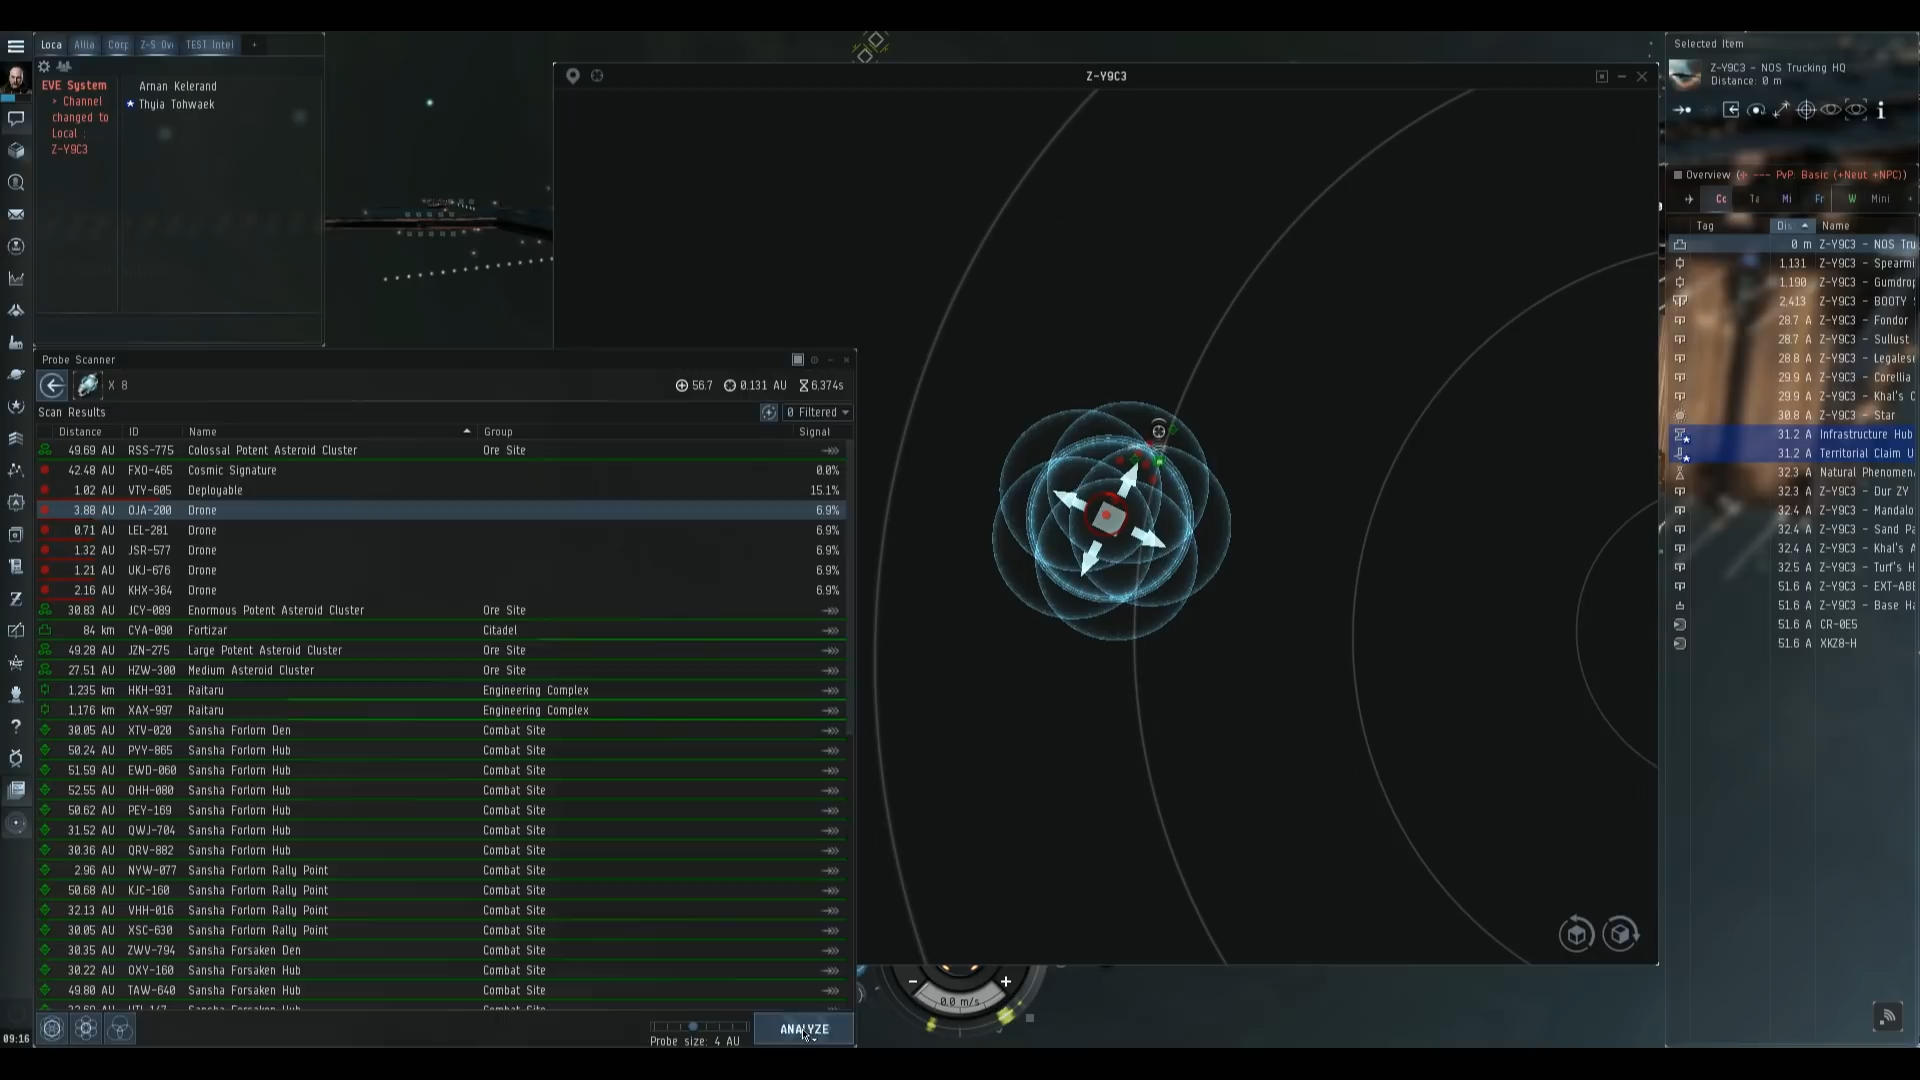 Loca Allia Corp Z-S Ov TEST Intel +
EVE System
> Channel
changed to
Local :
Z-Y9C3
Arnan Kelerand
Thyia Tohwaek
Z-Y9C3
Probe Scanner
X 8
56.7 0.131 AU 6,374s
Scan Results
0 Filtered
Distance ID Name Group Signal
49.69 AU RSS-775 Colossal Potent Asteroid Cluster Ore Site
42.48 AU FXO-465 Cosmic Signature 0.0%
1.02 AU VTY-605 Deployable 15.1%
3.88 AU OJA-200 Drone 6.9%
0.71 AU LEL-281 Drone 6.9%
1.32 AU JSR-577 Drone 6.9%
1.21 AU UKJ-676 Drone 6.9%
2.16 AU KHX-364 Drone 6.9%
30.83 AU JCY-089 Enormous Potent Asteroid Cluster Ore Site
84 km CYA-090 Fortizar Citadel
49.28 AU JZN-275 Large Potent Asteroid Cluster Ore Site
27.51 AU HZW-300 Medium Asteroid Cluster Ore Site
1,235 km HKH-931 Raitaru Engineering Complex
1,176 km XAX-997 Raitaru Engineering Complex
30.05 AU XTV-020 Sansha Forlorn Den Combat Site
50.24 AU PYY-865 Sansha Forlorn Hub Combat Site
51.59 AU EWD-060 Sansha Forlorn Hub Combat Site
52.55 AU OHH-080 Sansha Forlorn Hub Combat Site
50.62 AU PEY-169 Sansha Forlorn Hub Combat Site
31.52 AU QWJ-704 Sansha Forlorn Hub Combat Site
30.36 AU QRV-882 Sansha Forlorn Hub Combat Site
2.96 AU NYW-077 Sansha Forlorn Rally Point Combat Site
50.68 AU KJC-160 Sansha Forlorn Rally Point Combat Site
32.13 AU VHH-016 Sansha Forlorn Rally Point Combat Site
30.05 AU XSC-630 Sansha Forlorn Rally Point Combat Site
30.35 AU ZWV-794 Sansha Forsaken Den Combat Site
30.22 AU OXY-160 Sansha Forsaken Hub Combat Site
49.80 AU TAW-640 Sansha Forsaken Hub Combat Site
Probe size: 4 AU
ANALYZE
09:16
- +
0.0 m/s
Selected Item
Z-Y9C3 - NOS Trucking HQ
Distance: 0 m
Overview ( --- PvP: Basic (+Neut +NPC))
Cc Ta Mi Fr W Mini +
Tag Dis Name
0 m Z-Y9C3 - NOS Tru
1,131 Z-Y9C3 - Spearmi
1,190 Z-Y9C3 - Gumdrop
2,413 Z-Y9C3 - BOOTY
28.7 A Z-Y9C3 - Fondor
28.7 A Z-Y9C3 - Sullust
28.8 A Z-Y9C3 - Legalese
29.9 A Z-Y9C3 - Corellia
29.9 A Z-Y9C3 - Khal's C
30.8 A Z-Y9C3 - Star
31.2 A Infrastructure Hub
31.2 A Territorial Claim U
32.3 A Natural Phenomen
32.3 A Z-Y9C3 - Dur ZY
32.4 A Z-Y9C3 - Mandalo
32.4 A Z-Y9C3 - Sand Pa
32.4 A Z-Y9C3 - Khal's A
32.5 A Z-Y9C3 - Turf's H
51.6 A Z-Y9C3 - EXT-ABE
51.6 A Z-Y9C3 - Base Ha
51.6 A CR-0E5
51.6 A XKZ8-H